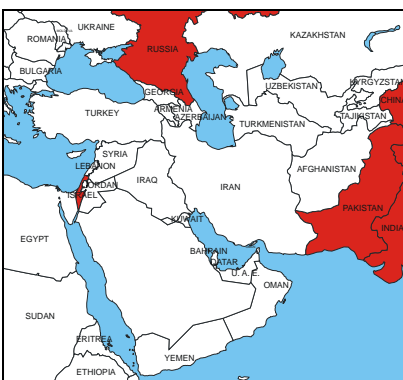 UKRAINE
KAZAKHSTAN
ROMANIA
RUSSIA
BULGARIA
UZBEKISTAN
KYRGYZSTAN
GEORGIA
CHINA
ARMENIA
TURKEY
AZERBAIJAN
TURKMENISTAN
TAJIKISTAN
SYRIA
LEBANON
AFGHANISTAN
IRAQ
IRAN
JORDAN
ISRAEL
PAKISTAN
KUWAIT
INDIA
EGYPT
BAHRAIN
QATAR
U. A. E.
OMAN
SUDAN
ERITREA
YEMEN
ETHIOPIA